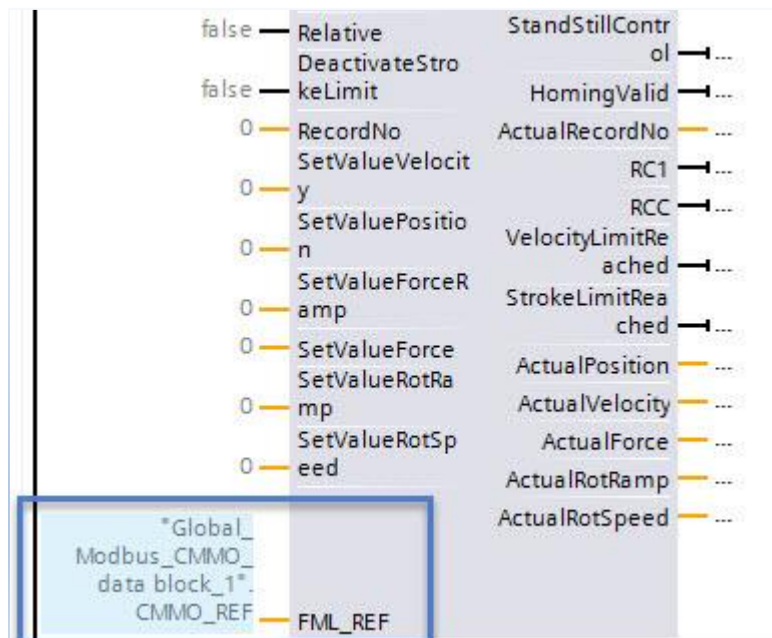 false Relative
DeactivateStro
false keLimit
0 RecordNo
SetValueVelocit
0 y
SetValuePositio
0 n
SetValueForceR
0 amp
0 SetValueForce
SetValueRotRa
0 mp
SetValueRotSp
0 eed
"Global_
Modbus_CMMO_
data block_1".
CMMO_REF FML_REF
StandStillContr
ol ...
HomingValid ...
ActualRecordNo ...
RC1 ...
RCC ...
VelocityLimitRe
ached ...
StrokeLimitRea
ched ...
ActualPosition ...
ActualVelocity ...
ActualForce ...
ActualRotRamp ...
ActualRotSpeed ...